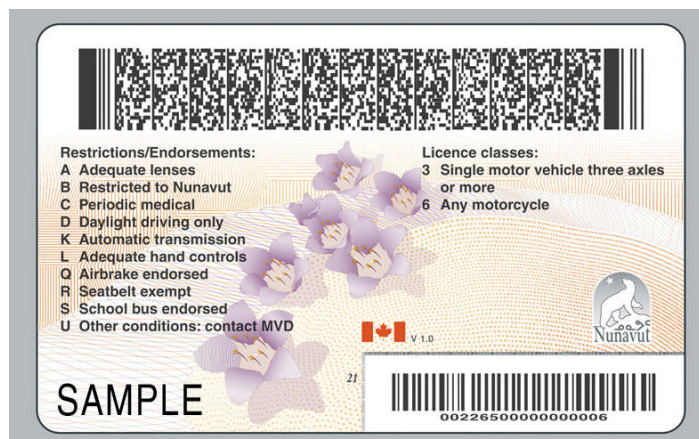 Restrictions/Endorsements:
A Adequate lenses
B Restricted to Nunavut
C Periodic medical
D Daylight driving only
K Automatic transmission
L Adequate hand controls
Q Airbrake endorsed
R Seatbelt exempt
S School bus endorsed
U Other conditions: contact MVD
Licence classes:
3 Single motor vehicle three axles
or more
6 Any motorcycle
V 1.0
ᓄᓇᕗᑦ
Nunavut
SAMPLE
21
00226500000000006